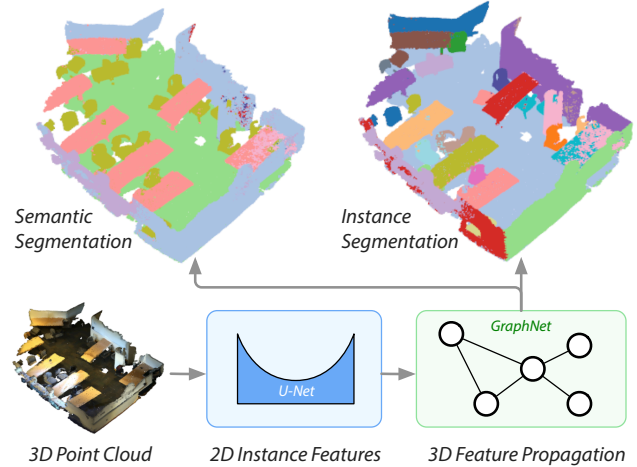 Semantic
Segmentation
Instance
Segmentation
GraphNet
U-Net
3D Point Cloud
2D Instance Features
3D Feature Propagation